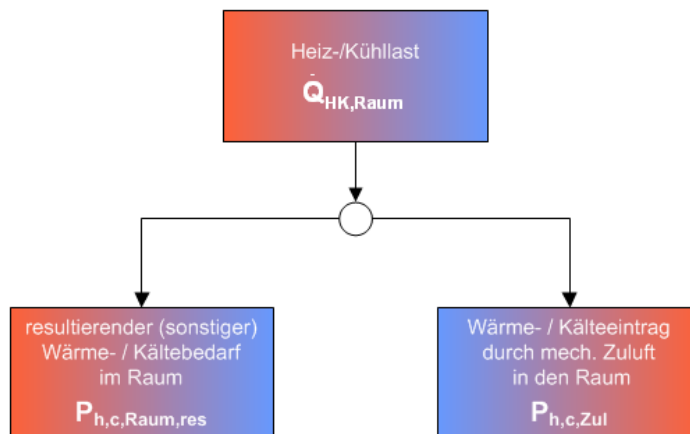 Heiz-/Kühllast
Q̇HK,Raum
resultierender (sonstiger)
Wärme- / Kältebedarf
im Raum
Ph,c,Raum,res
Wärme- / Kälteeintrag
durch mech. Zuluft
in den Raum
Ph,c,Zul